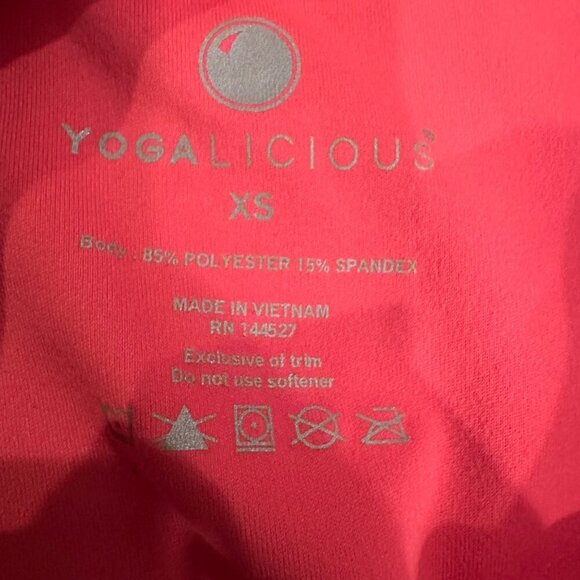 YOGALICIOUS®
XS
Body : 85% POLYESTER 15% SPANDEX
MADE IN VIETNAM
RN 144527
Exclusive of trim
Do not use softener